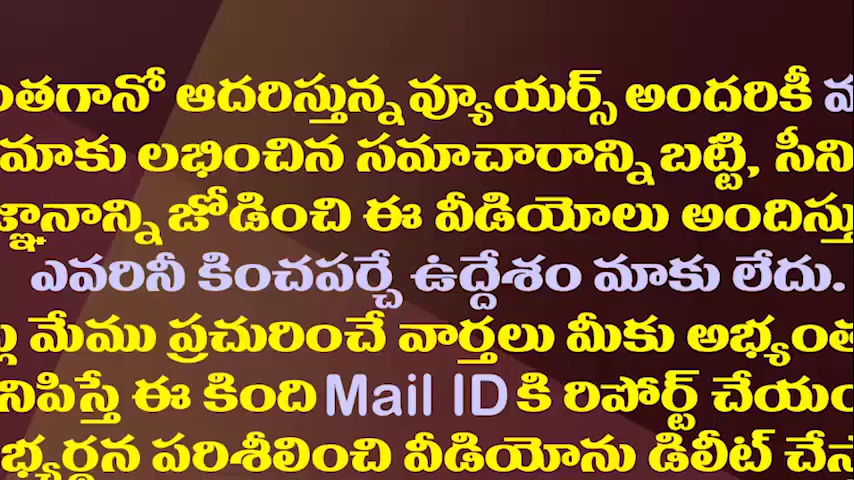 ంతగానో ఆదరిస్తున్న వ్యూయర్స్ అందరికీ
మాకు లభించిన సమాచారాన్ని బట్టి, సీని
జ్ఞానాన్ని జోడించి ఈ వీడియోలు అందిస్తు
ఎవరినీ కించపర్చే ఉద్దేశం మాకు లేదు.
మేము ప్రచురించే వార్తలు మీకు అభ్యంత
నిపిస్తే ఈ కింది Mail ID కి రిపోర్ట్ చేయం
భ్యర్థన పరిశీలించి వీడియోను డిలీట్ చేస